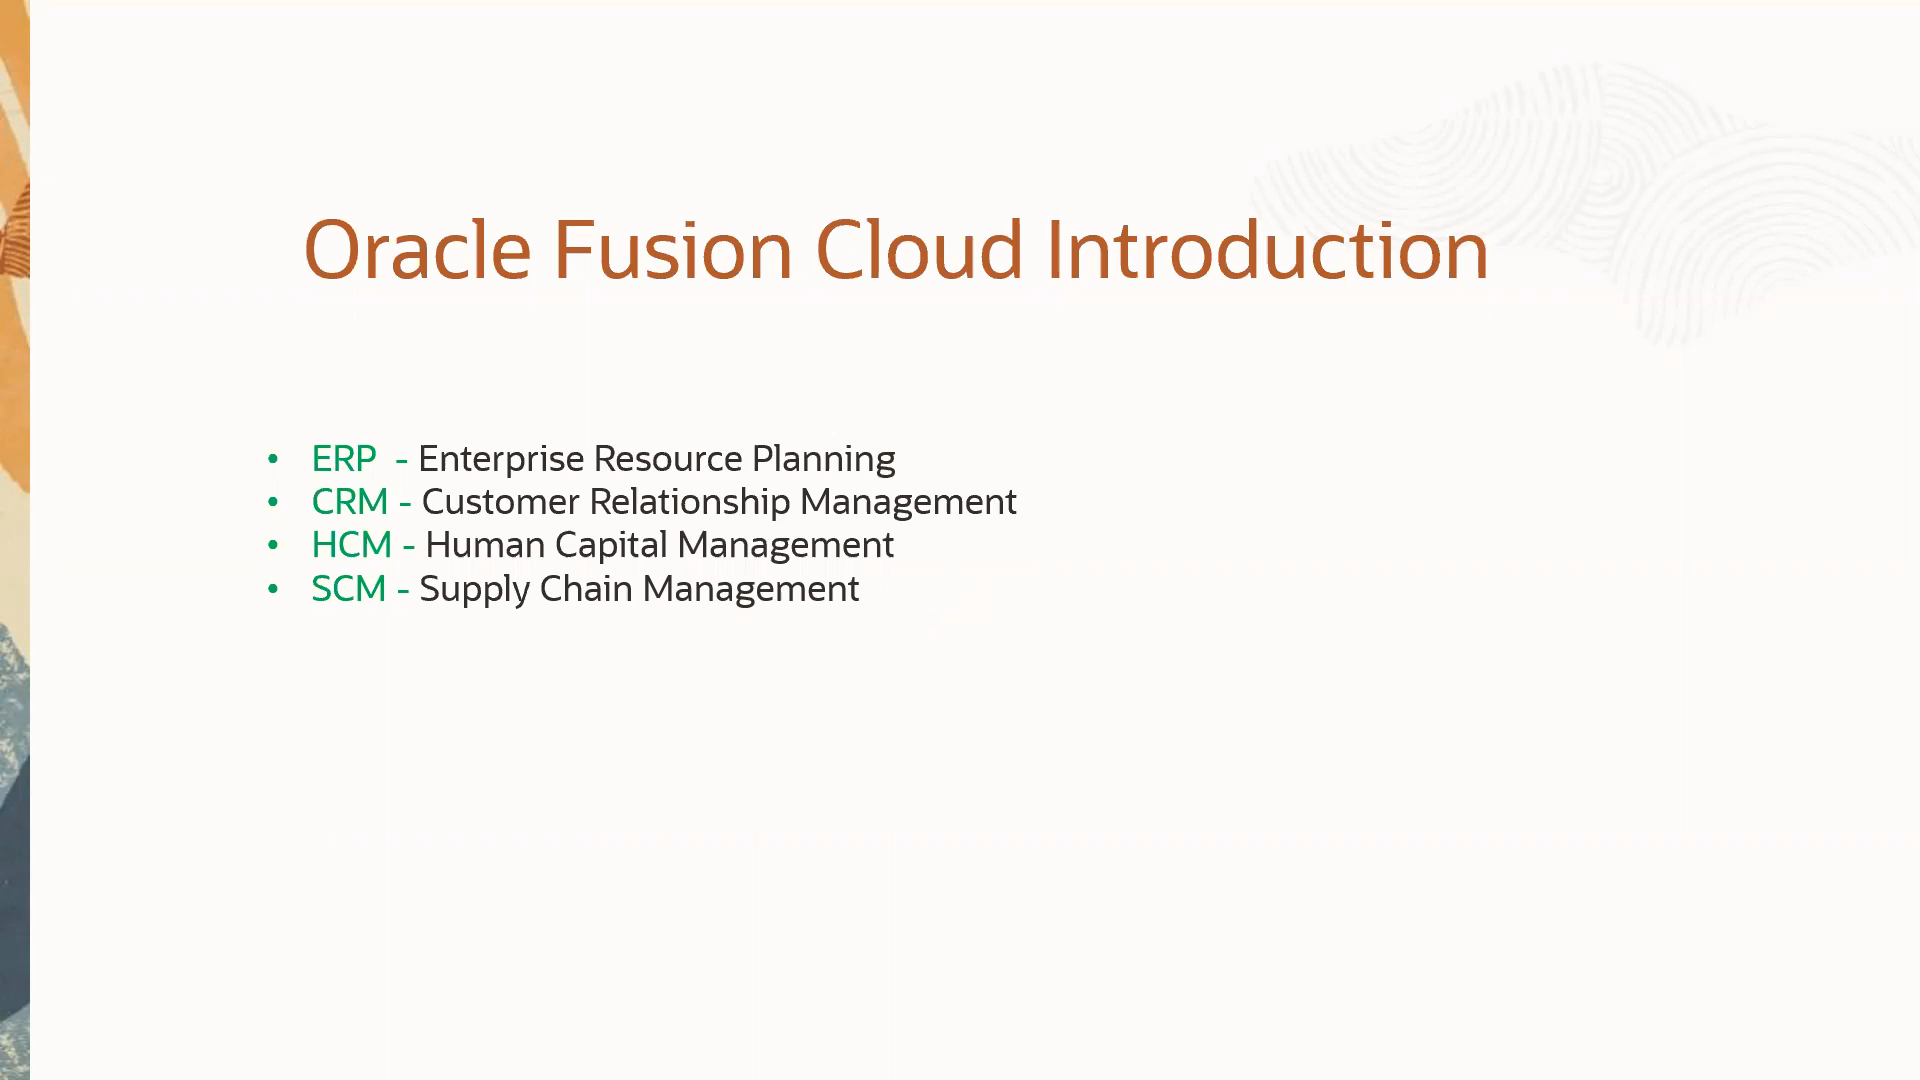 Oracle Fusion Cloud Introduction
• ERP - Enterprise Resource Planning
• CRM - Customer Relationship Management
• HCM - Human Capital Management
• SCM - Supply Chain Management